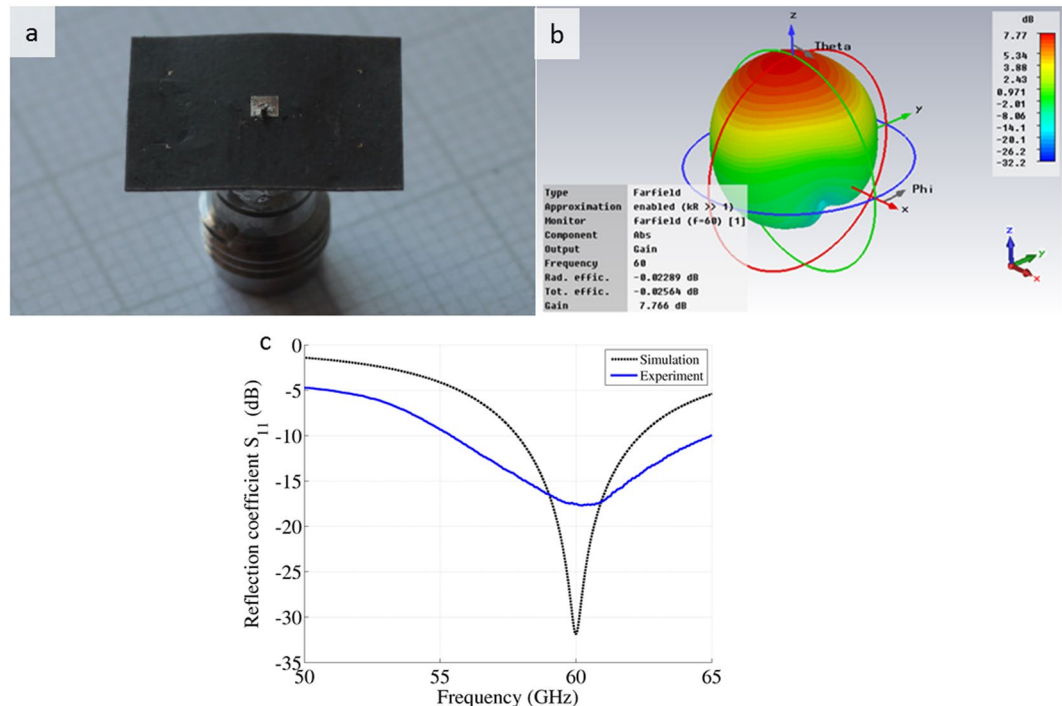 a
b
z
Theta
y
Phi
x
dB
7.77
5.34
3.88
2.43
0.971
-2.01
-8.06
-14.1
-20.1
-26.2
-32.2
Type Farfield
Approximation enabled (kR >> 1)
Monitor farfield (f=60) [1]
Component Abs
Output Gain
Frequency 60
Rad. effic. -0.02289 dB
Tot. effic. -0.02564 dB
Gain 7.766 dB
z
y
x
c
Reflection coefficient S11 (dB)
0
-5
-10
-15
-20
-25
-30
-35
Simulation
Experiment
50 55 60 65
Frequency (GHz)